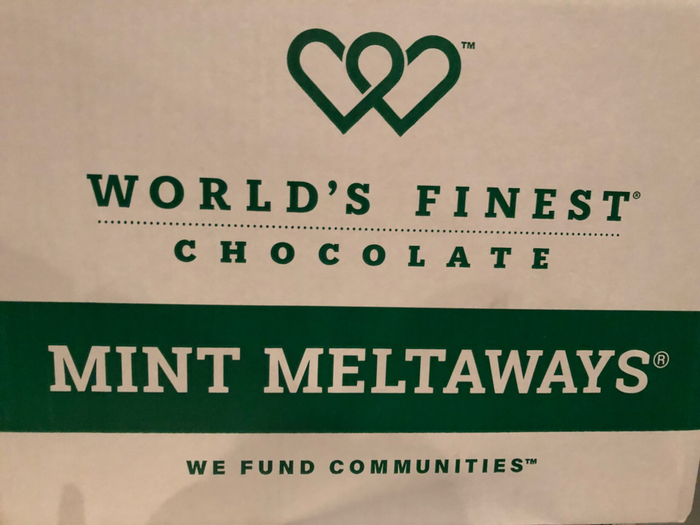 ™
WORLD'S FINEST®
CHOCOLATE
MINT MELTAWAYS®
WE FUND COMMUNITIES™